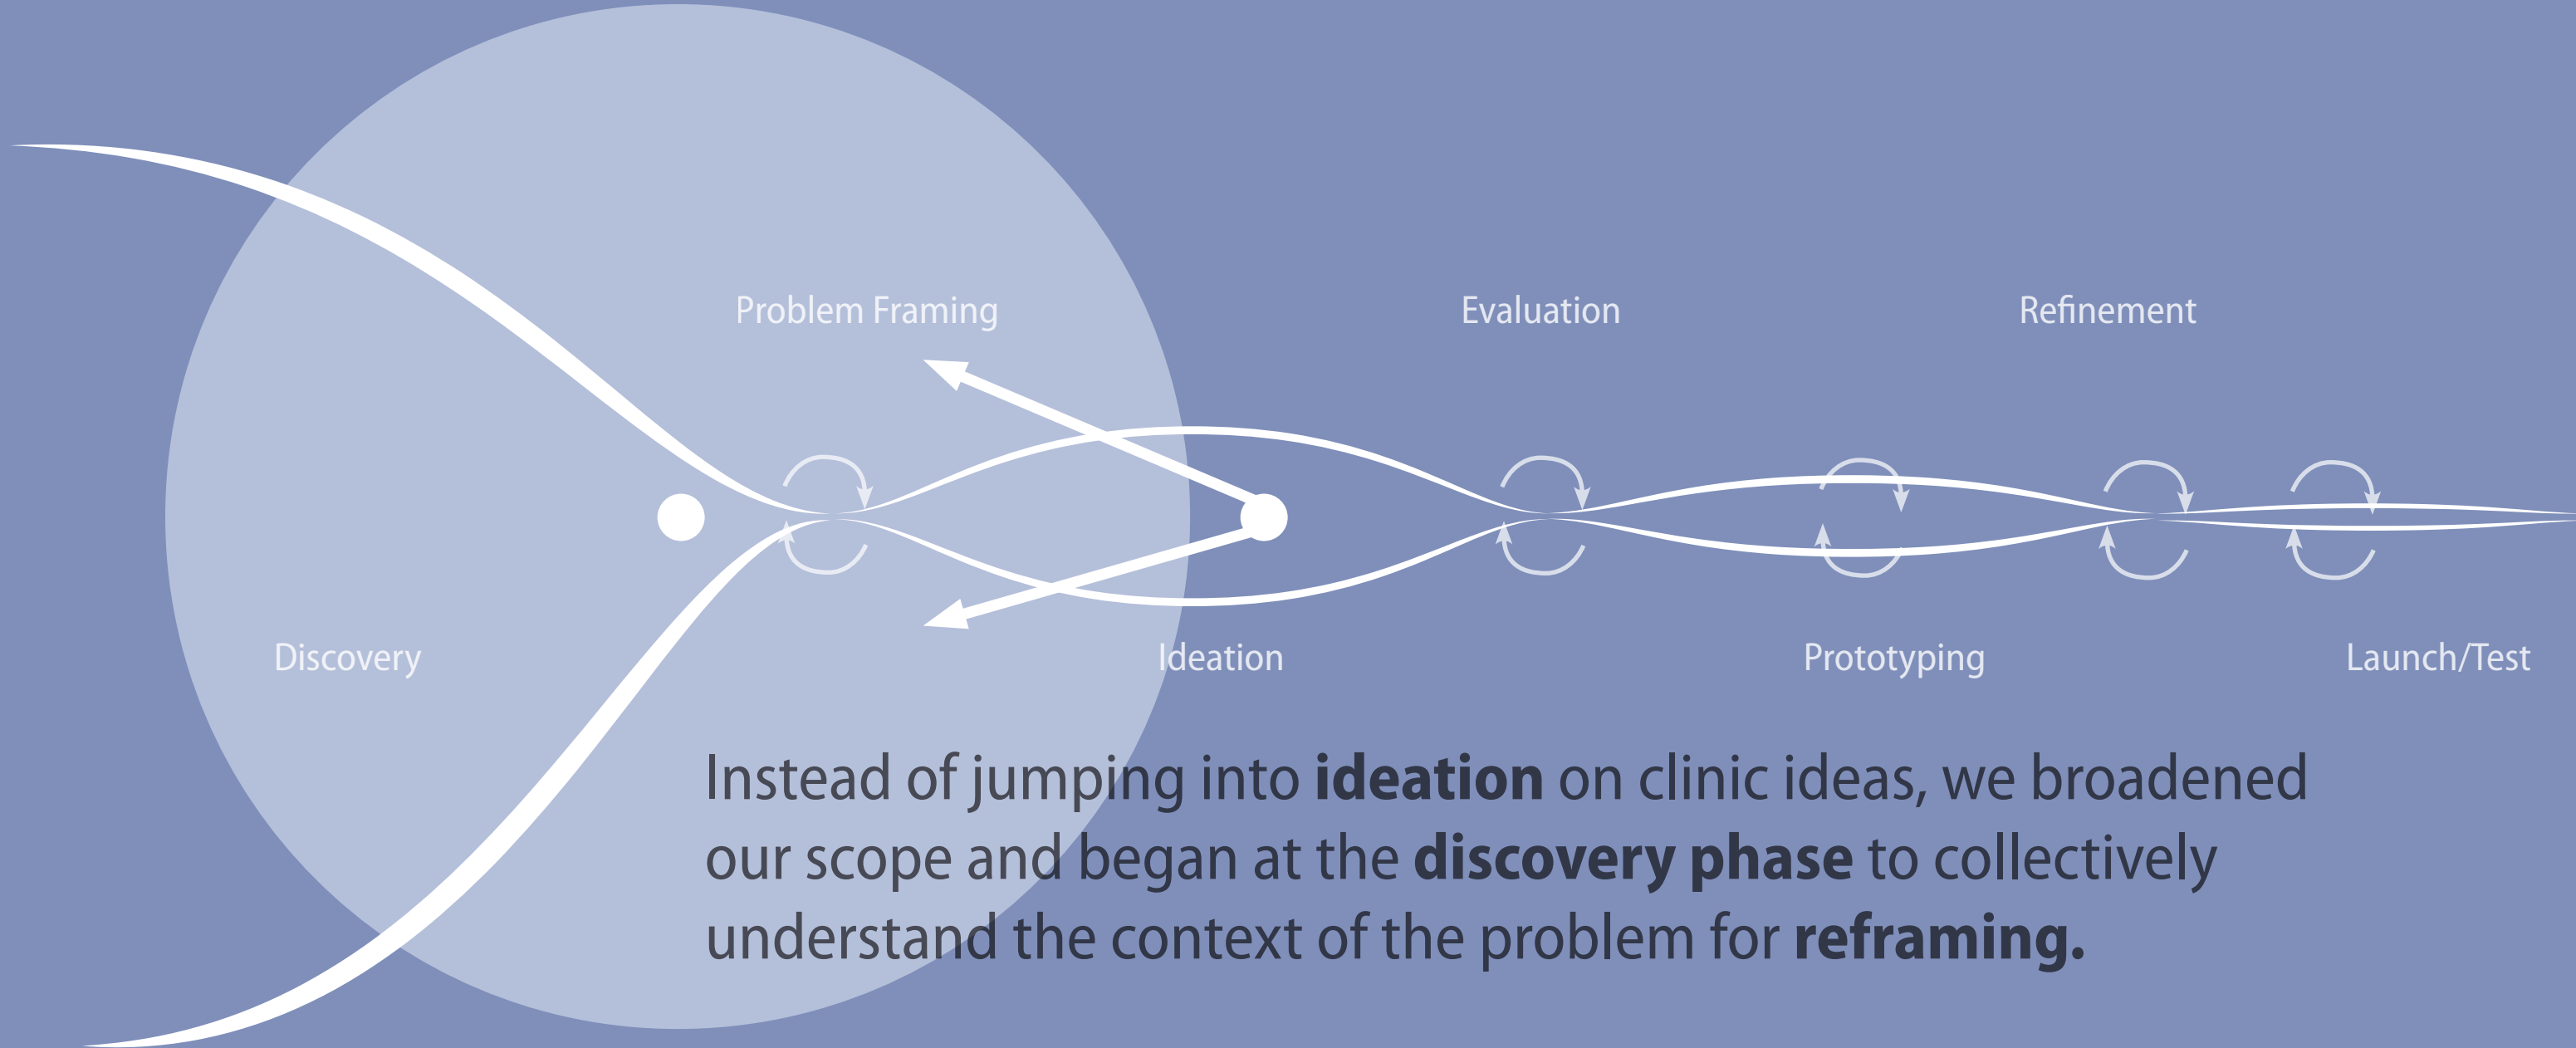 Problem Framing
Evaluation
Refinement
Discovery
Ideation
Prototyping
Launch/Test
Instead of jumping into ideation on clinic ideas, we broadened
our scope and began at the discovery phase to collectively
understand the context of the problem for reframing.